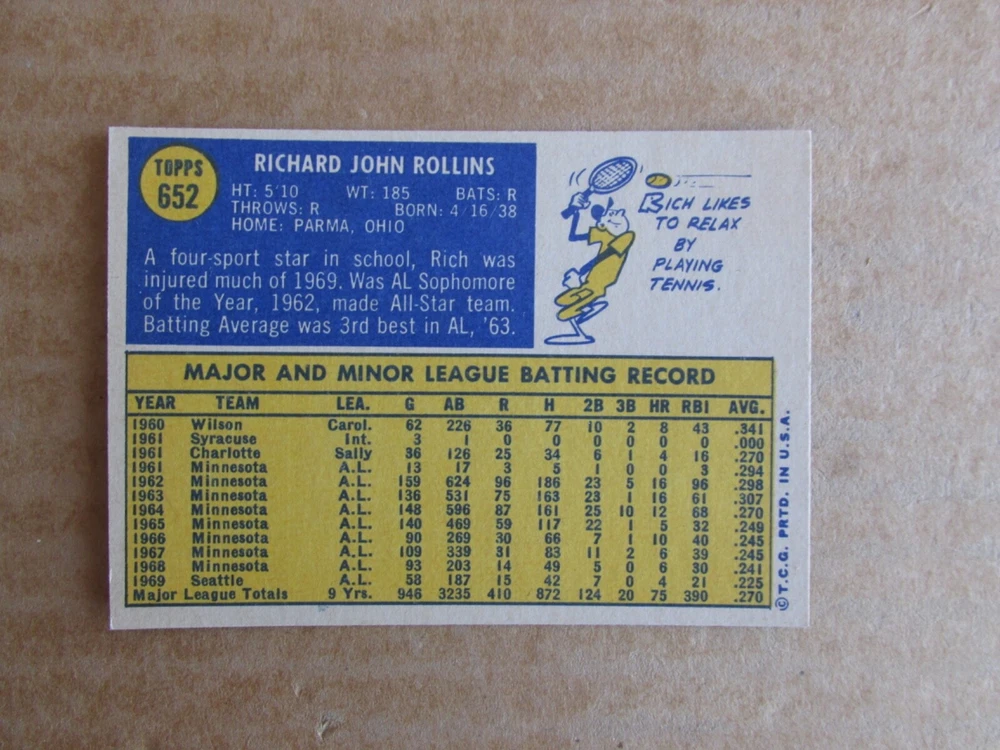 TOPPS
652
RICHARD JOHN ROLLINS
HT: 5'10 WT: 185 BATS: R
THROWS: R BORN: 4/16/38
HOME: PARMA, OHIO
A four-sport star in school, Rich was
injured much of 1969. Was AL Sophomore
of the Year, 1962, made All-Star team.
Batting Average was 3rd best in AL, '63.
RICH LIKES
TO RELAX
BY
PLAYING
TENNIS.
MAJOR AND MINOR LEAGUE BATTING RECORD
YEAR TEAM LEA. G AB R H 2B 3B HR RBI AVG.
1960 Wilson Carol. 62 226 36 77 10 2 8 43 .341
1961 Syracuse Int. 3 1 0 0 0 0 0 0 .000
1961 Charlotte Sally 36 126 25 34 6 1 4 16 .270
1961 Minnesota A.L. 13 17 3 5 1 0 0 3 .294
1962 Minnesota A.L. 159 624 96 186 23 5 16 96 .298
1963 Minnesota A.L. 136 531 75 163 23 1 16 61 .307
1964 Minnesota A.L. 148 596 87 161 25 10 12 68 .270
1965 Minnesota A.L. 140 469 59 117 22 1 5 32 .249
1966 Minnesota A.L. 90 269 30 66 7 1 10 40 .245
1967 Minnesota A.L. 109 339 31 83 11 2 6 39 .245
1968 Minnesota A.L. 93 203 14 49 5 0 6 30 .241
1969 Seattle A.L. 58 187 15 42 7 0 4 21 .225
Major League Totals 9 Yrs. 946 3235 410 872 124 20 75 390 .270
© T.C.G. PRTD. IN U.S.A.